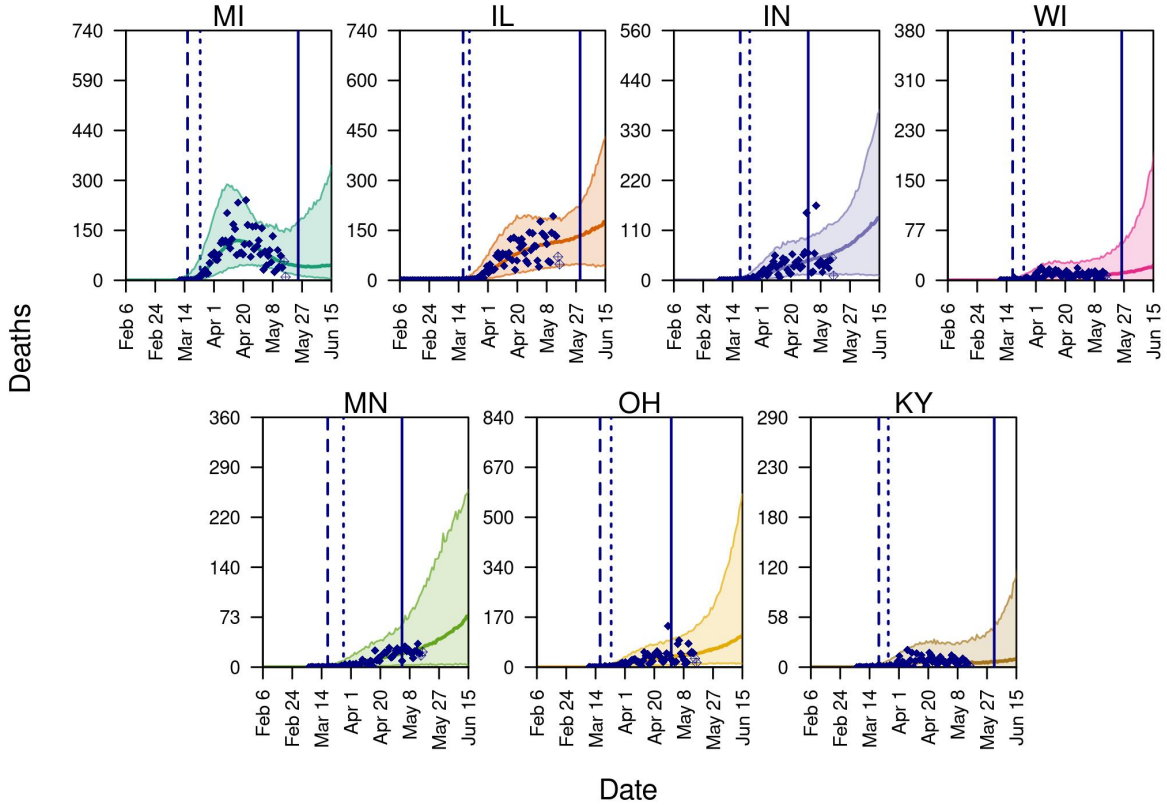 MI IL IN WI
740 740 560 380
590 600 440 310
440 450 330 230
300 300 220 150
150 150 110 77
0 0 0 0
Feb 6 Feb 24 Mar 14 Apr 1 Apr 20 May 8 May 27 Jun 15 Feb 6 Feb 24 Mar 14 Apr 1 Apr 20 May 8 May 27 Jun 15 Feb 6 Feb 24 Mar 14 Apr 1 Apr 20 May 8 May 27 Jun 15 Feb 6 Feb 24 Mar 14 Apr 1 Apr 20 May 8 May 27 Jun 15
Deaths
MN OH KY
360 840 290
290 670 230
220 500 180
140 340 120
73 170 58
0 0 0
Feb 6 Feb 24 Mar 14 Apr 1 Apr 20 May 8 May 27 Jun 15 Feb 6 Feb 24 Mar 14 Apr 1 Apr 20 May 8 May 27 Jun 15 Feb 6 Feb 24 Mar 14 Apr 1 Apr 20 May 8 May 27 Jun 15
Date